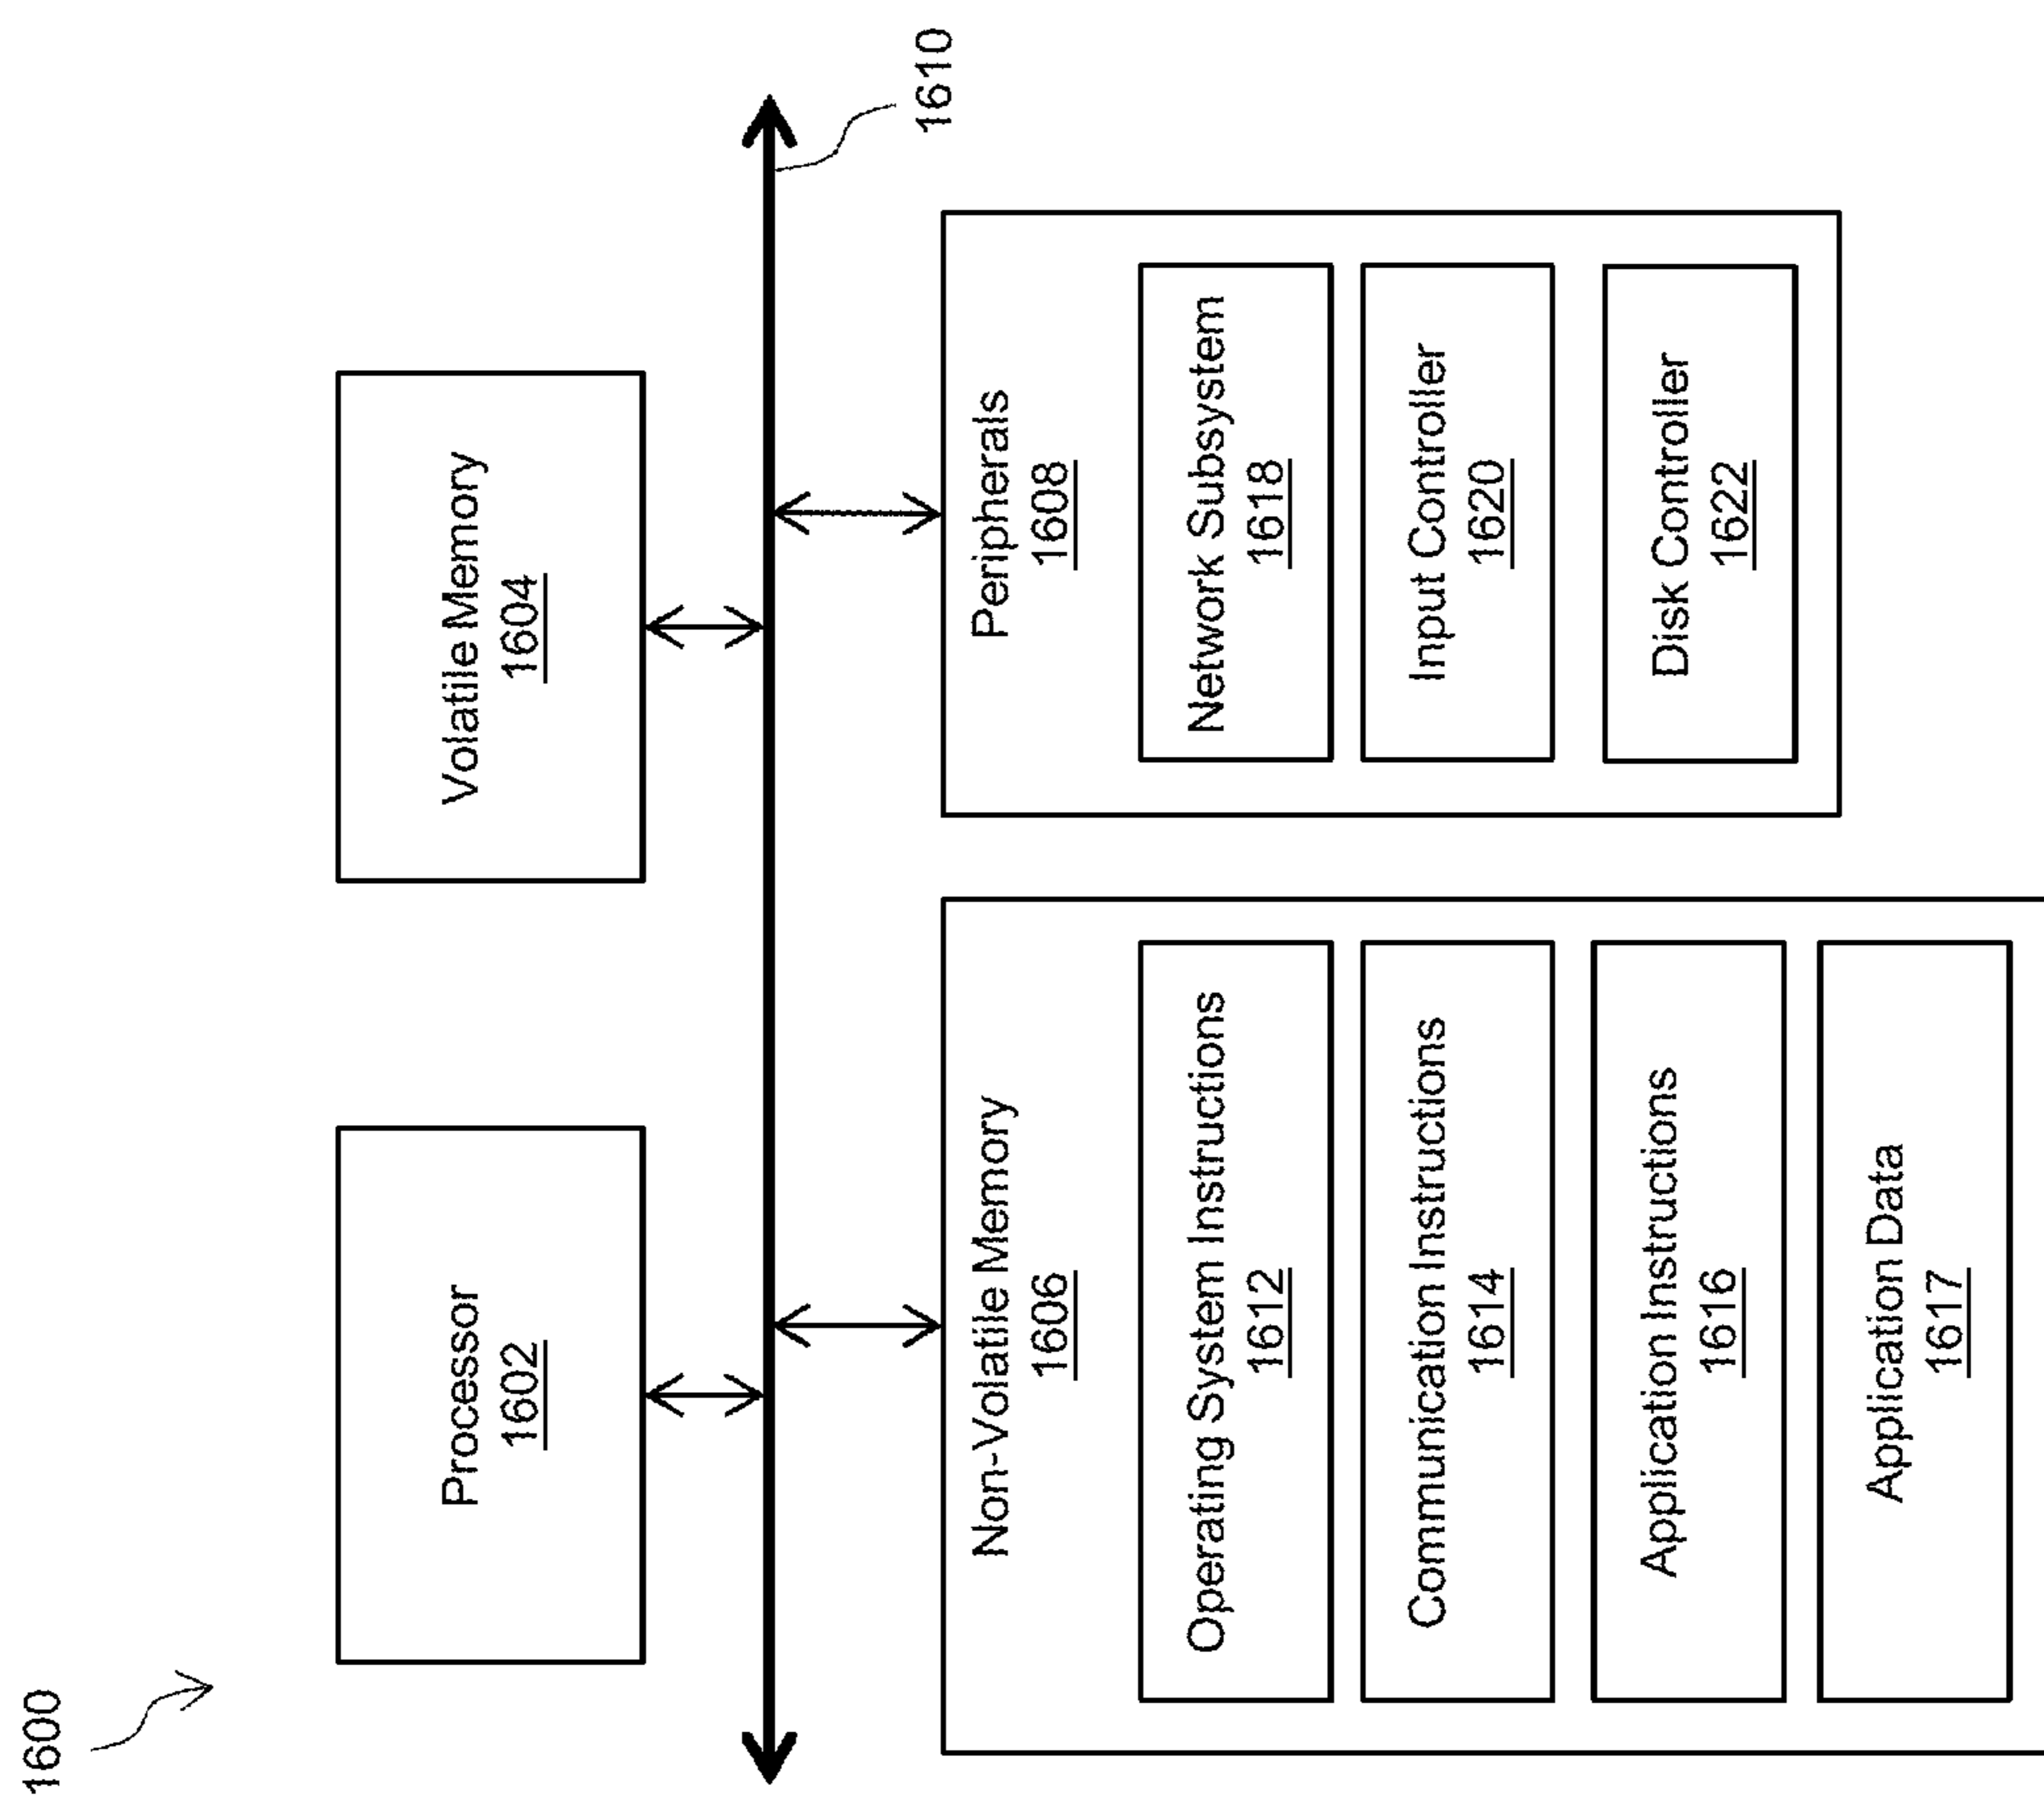 1600
Processor
1602
Volatile Memory
1604
1610
Non-Volatile Memory
1606
Operating System Instructions
1612
Communication Instructions
1614
Application Instructions
1616
Application Data
1617
Peripherals
1608
Network Subsystem
1618
Input Controller
1620
Disk Controller
1622